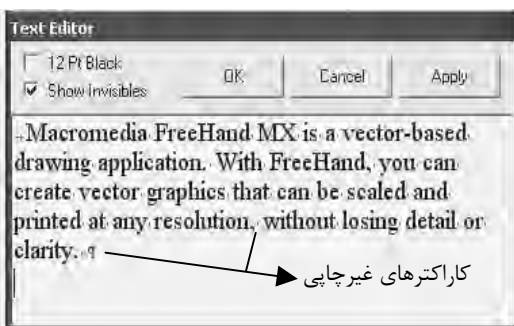 Text Editor
12 Pt Black
Show Invisibles
OK
Cancel
Apply
Macromedia FreeHand MX is a vector-based
drawing application. With FreeHand, you can
create vector graphics that can be scaled and
printed at any resolution, without losing detail or
clarity. ¶
کاراکترهای غیرچاپی